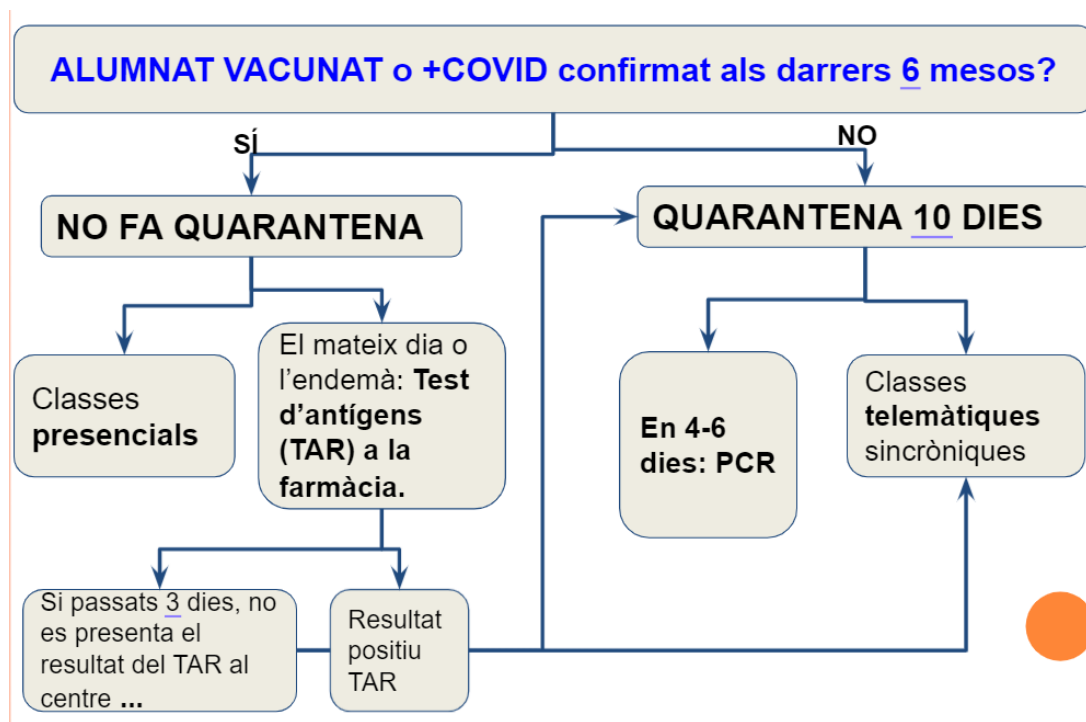 ALUMNAT VACUNAT o +COVID confirmat als darrers 6 mesos?
SÍ
NO
NO FA QUARANTENA
QUARANTENA 10 DIES
Classes
presencials
El mateix dia o
l’endemà: Test
d’antígens
(TAR) a la
farmàcia.
En 4-6
dies: PCR
Classes
telemàtiques
sincròniques
Si passats 3 dies, no
es presenta el
resultat del TAR al
centre ...
Resultat
positiu
TAR